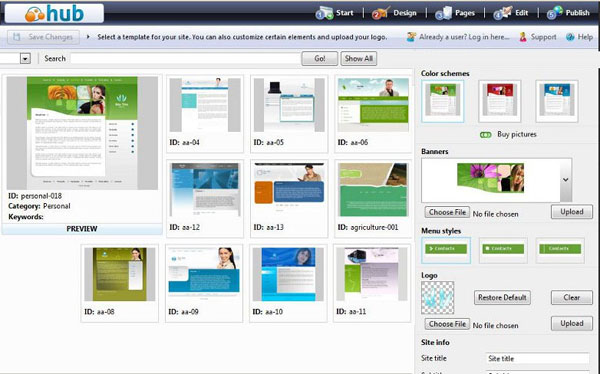 hub
1 Start
2 Design
3 Pages
4 Edit
5 Publish
Save Changes
Select a template for your site. You can also customize certain elements and upload your logo.
Already a user? Log in here...
Support
Help
Search
Go!
Show All
ID: personal-018
Category: Personal
Keywords:
PREVIEW
ID: aa-04
ID: aa-05
ID: aa-06
ID: aa-12
ID: aa-13
ID: agriculture-001
ID: aa-08
ID: aa-09
ID: aa-10
ID: aa-11
Color schemes
Buy pictures
Banners
Choose File No file chosen
Upload
Menu styles
Contacts
Contacts
Contacts
Logo
Restore Default
Clear
Choose File No file chosen
Upload
Site info
Site title
Site title